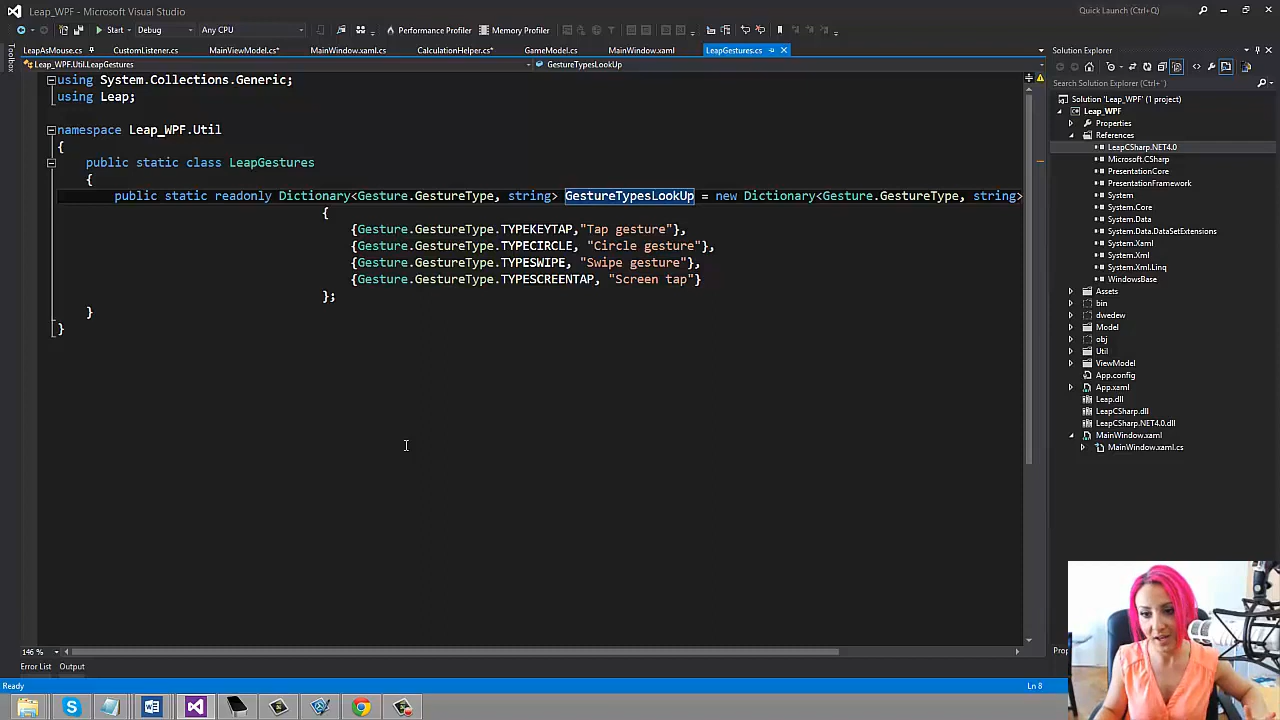 Leap_WPF - Microsoft Visual Studio
Quick Launch (Ctrl+Q)
Start
Debug
Any CPU
Performance Profiler
Memory Profiler
LeapAsMouse.cs
CustomListener.cs
MainViewModel.cs*
MainWindow.xaml.cs
CalculationHelper.cs*
GameModel.cs
MainWindow.xaml
LeapGestures.cs
Toolbox
Leap_WPF.Util.LeapGestures
GestureTypesLookUp
using System.Collections.Generic;
using Leap;
namespace Leap_WPF.Util
{
public static class LeapGestures
{
public static readonly Dictionary<Gesture.GestureType, string> GestureTypesLookUp = new Dictionary<Gesture.GestureType, string>
{
{Gesture.GestureType.TYPEKEYTAP,"Tap gesture"},
{Gesture.GestureType.TYPECIRCLE, "Circle gesture"},
{Gesture.GestureType.TYPESWIPE, "Swipe gesture"},
{Gesture.GestureType.TYPESCREENTAP, "Screen tap"}
};
}
}
146 %
Error List
Output
Ready
Ln 8
Solution Explorer
Search Solution Explorer (Ctrl+
Solution 'Leap_WPF' (1 project)
Leap_WPF
Properties
References
LeapCSharp.NET4.0
Microsoft.CSharp
PresentationCore
PresentationFramework
System
System.Core
System.Data
System.Data.DataSetExtensions
System.Xaml
System.Xml
System.Xml.Linq
WindowsBase
Assets
bin
dwedew
Model
obj
Util
ViewModel
App.config
App.xaml
Leap.dll
LeapCSharp.dll
LeapCSharp.NET4.0.dll
MainWindow.xaml
MainWindow.xaml.cs